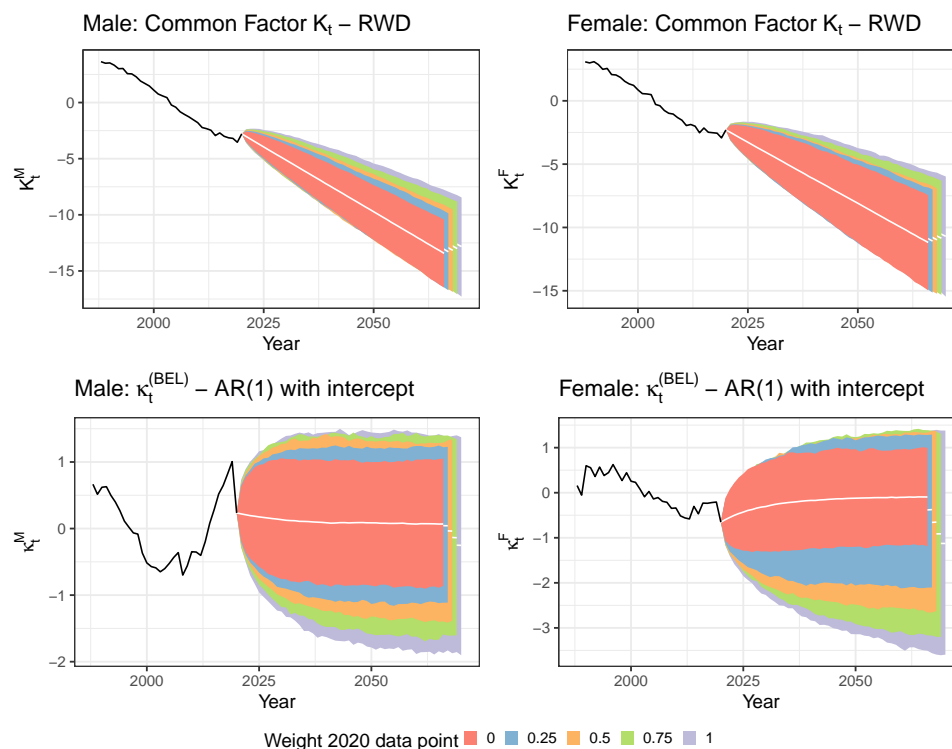 Male: Common Factor Kₜ − RWD
Female: Common Factor Kₜ − RWD
0
−5
−10
−15
Kₜᴹ
2000 2025 2050
Year
0
−5
−10
−15
Kₜᶠ
2000 2025 2050
Year
Male: κₜ^(BEL) − AR(1) with intercept
Female: κₜ^(BEL) − AR(1) with intercept
1
0
−1
−2
κₜᴹ
2000 2025 2050
Year
1
0
−1
−2
−3
κₜᶠ
2000 2025 2050
Year
Weight 2020 data point 0 0.25 0.5 0.75 1